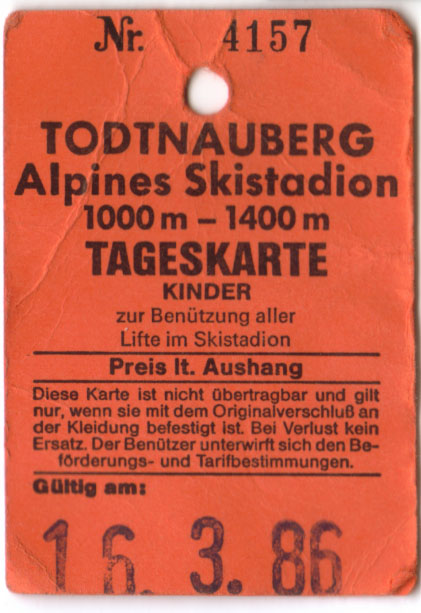 Nr. 4157
TODTNAUBERG
Alpines Skistadion
1000 m – 1400 m
TAGESKARTE
KINDER
zur Benützung aller
Lifte im Skistadion
Preis lt. Aushang
Diese Karte ist nicht übertragbar und gilt
nur, wenn sie mit dem Originalverschluß an
der Kleidung befestigt ist. Bei Verlust kein
Ersatz. Der Benützer unterwirft sich den Be-
förderungs- und Tarifbestimmungen.
Gültig am:
16. 3. 86